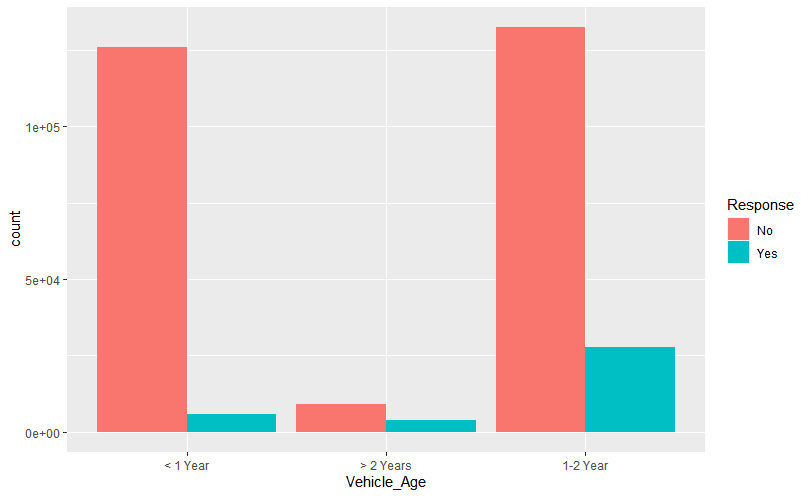 1e+05
5e+04
0e+00
count
< 1 Year
> 2 Years
1-2 Year
Vehicle_Age
Response
No
Yes